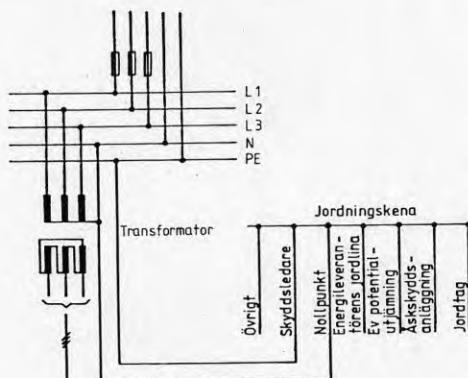 L1
L2
L3
N
PE
Transformator
Jordningskena
Övrigt
Skyddsledare
Nollpunkt
Energileveran-
törens jordlina
Ev potential-
utjämning
Åskskydds-
anläggning
Jordtag